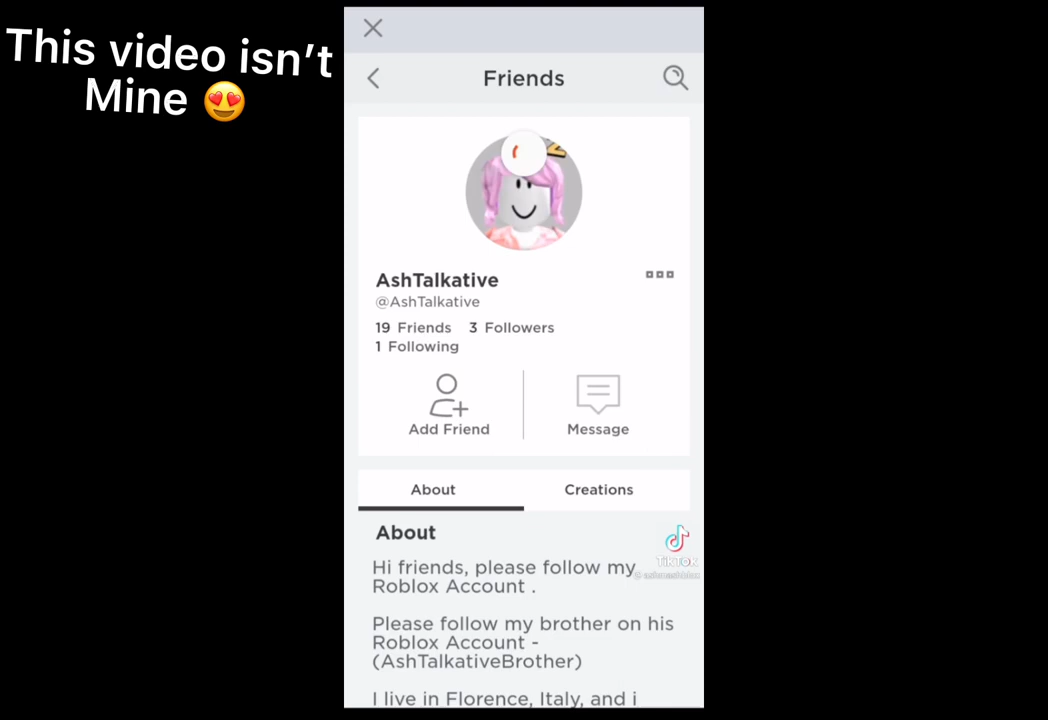 This video isn't
Mine 😍
Friends
AshTalkative
@AshTalkative
19 Friends 3 Followers
1 Following
Add Friend
Message
About
Creations
About
Hi friends, please follow my
Roblox Account .
Please follow my brother on his
Roblox Account -
(AshTalkativeBrother)
I live in Florence, Italy, and i
TikTok